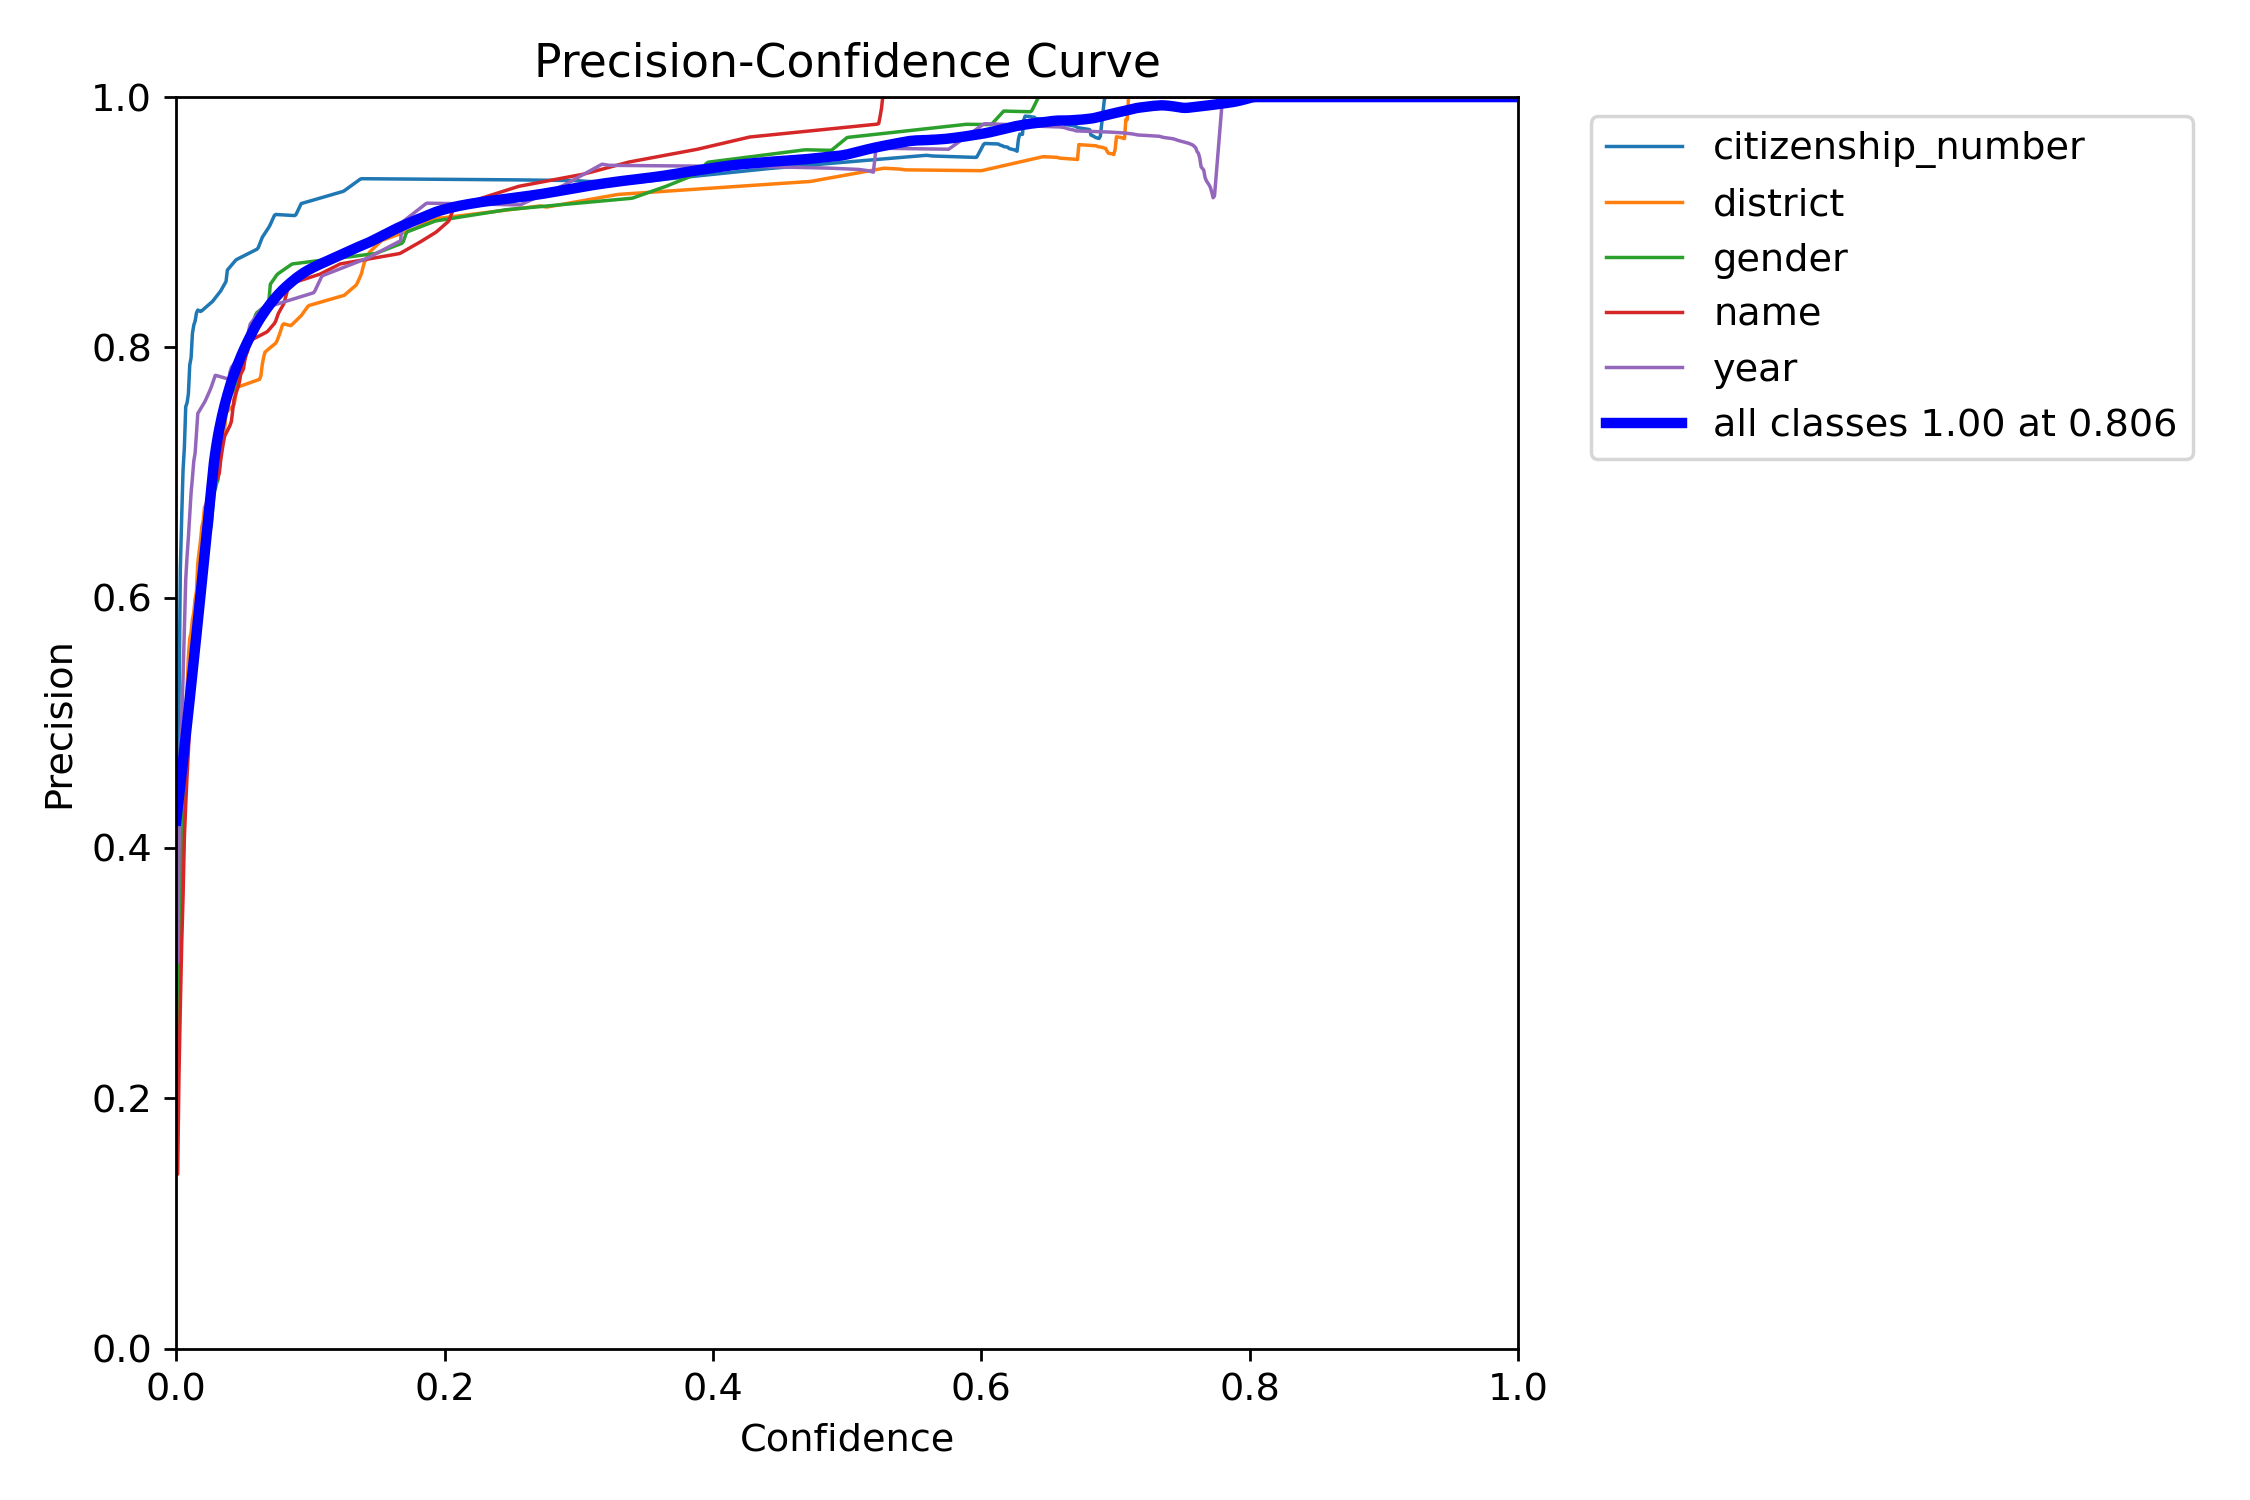 Precision-Confidence Curve
1.0
0.8
0.6
0.4
0.2
0.0
Precision
0.0 0.2 0.4 0.6 0.8 1.0
Confidence
citizenship_number
district
gender
name
year
all classes 1.00 at 0.806